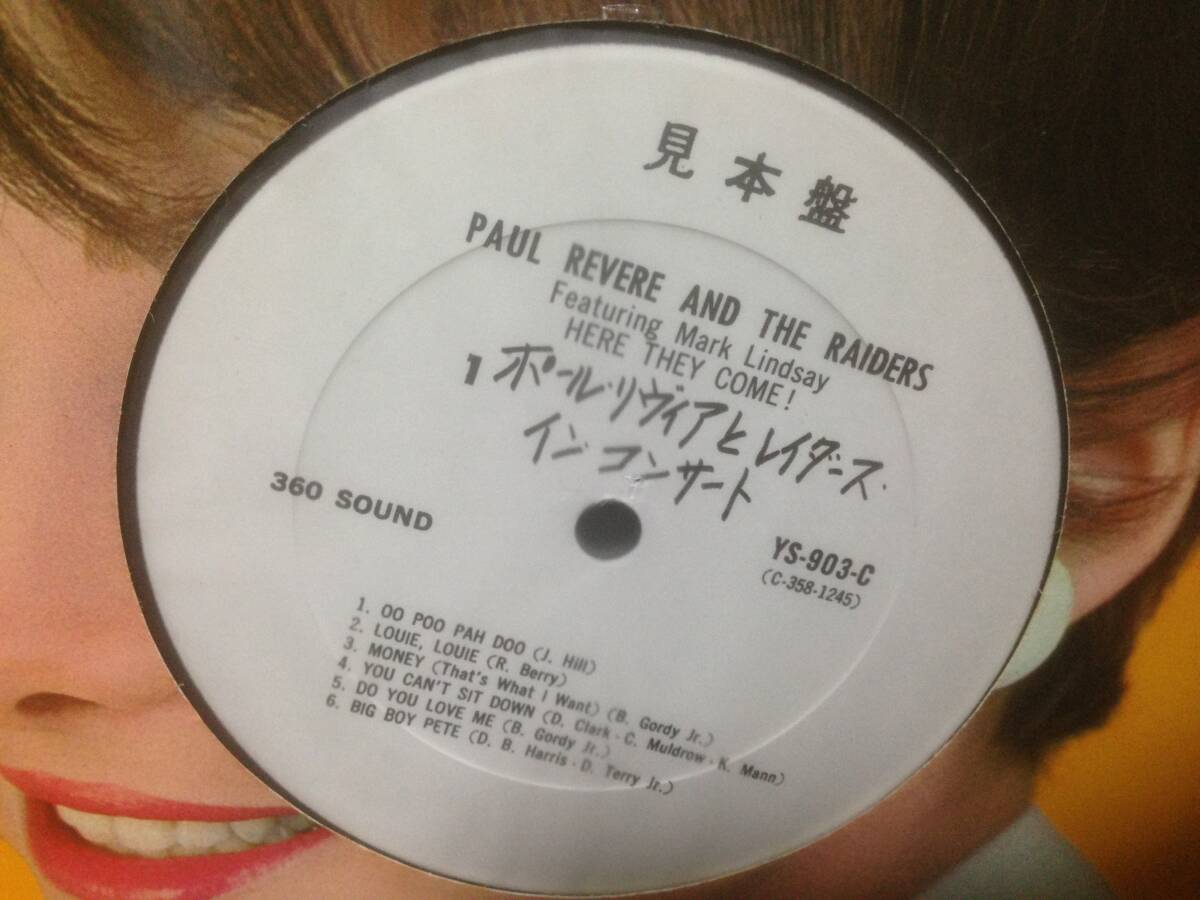 見本盤
PAUL REVERE AND THE RAIDERS
Featuring Mark Lindsay
HERE THEY COME!
1 ポール・リヴィアとレイダース・
イン コンサート
360 SOUND
YS-903-C
(C-358-1245)
1. OO POO PAH DOO (J. Hill)
2. LOUIE, LOUIE (R. Berry)
3. MONEY (That's What I Want) (B. Gordy Jr.)
4. YOU CAN'T SIT DOWN (D. Clark・C. Muldrow・K. Mann)
5. DO YOU LOVE ME (B. Gordy Jr.)
6. BIG BOY PETE (D. B. Harris・D. Terry Jr.)